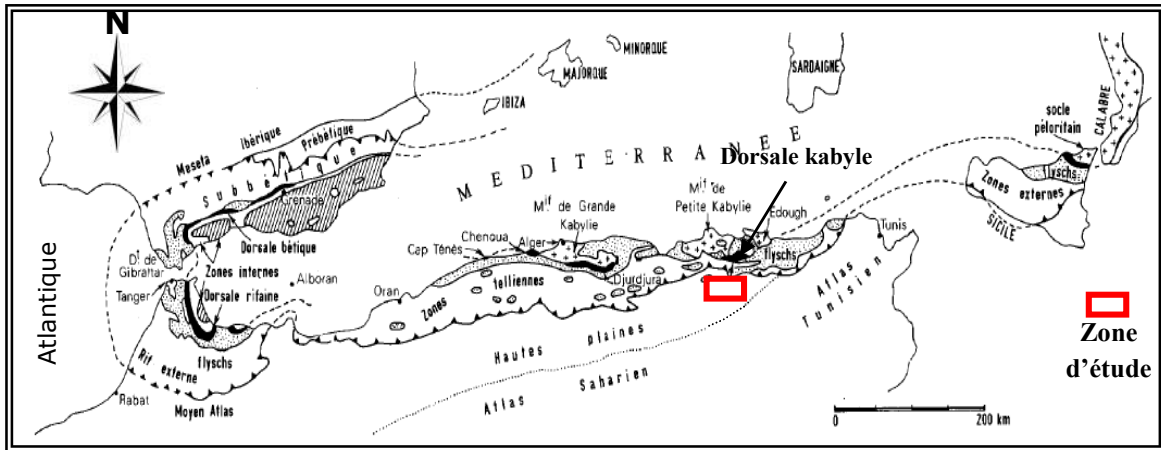 N
MINORQUE
MAJORQUE
IBIZA
SARDAIGNE
CALABRE
socle
péloritain
flyschs
Zones externes
SICILE
Meseta Ibérique
Prébétique
Subbétique
Grenade
Dorsale bétique
MEDITERRANEE
Dorsale kabyle
Mif de
Petite Kabylie
Edough
flyschs
Tunis
Mif de Grande
Kabylie
Chenoua
Alger
Cap Ténès
Djurdjura
Atlantique
Dt de
Gibraltar
Tanger
Zones internes
Dorsale rifaine
Alboran
Oran
Zones telliennes
flyschs
Rif externe
Rabat
Moyen Atlas
Hautes plaines
Atlas Saharien
Atlas Tunisien
Zone
d’étude
0 200 km